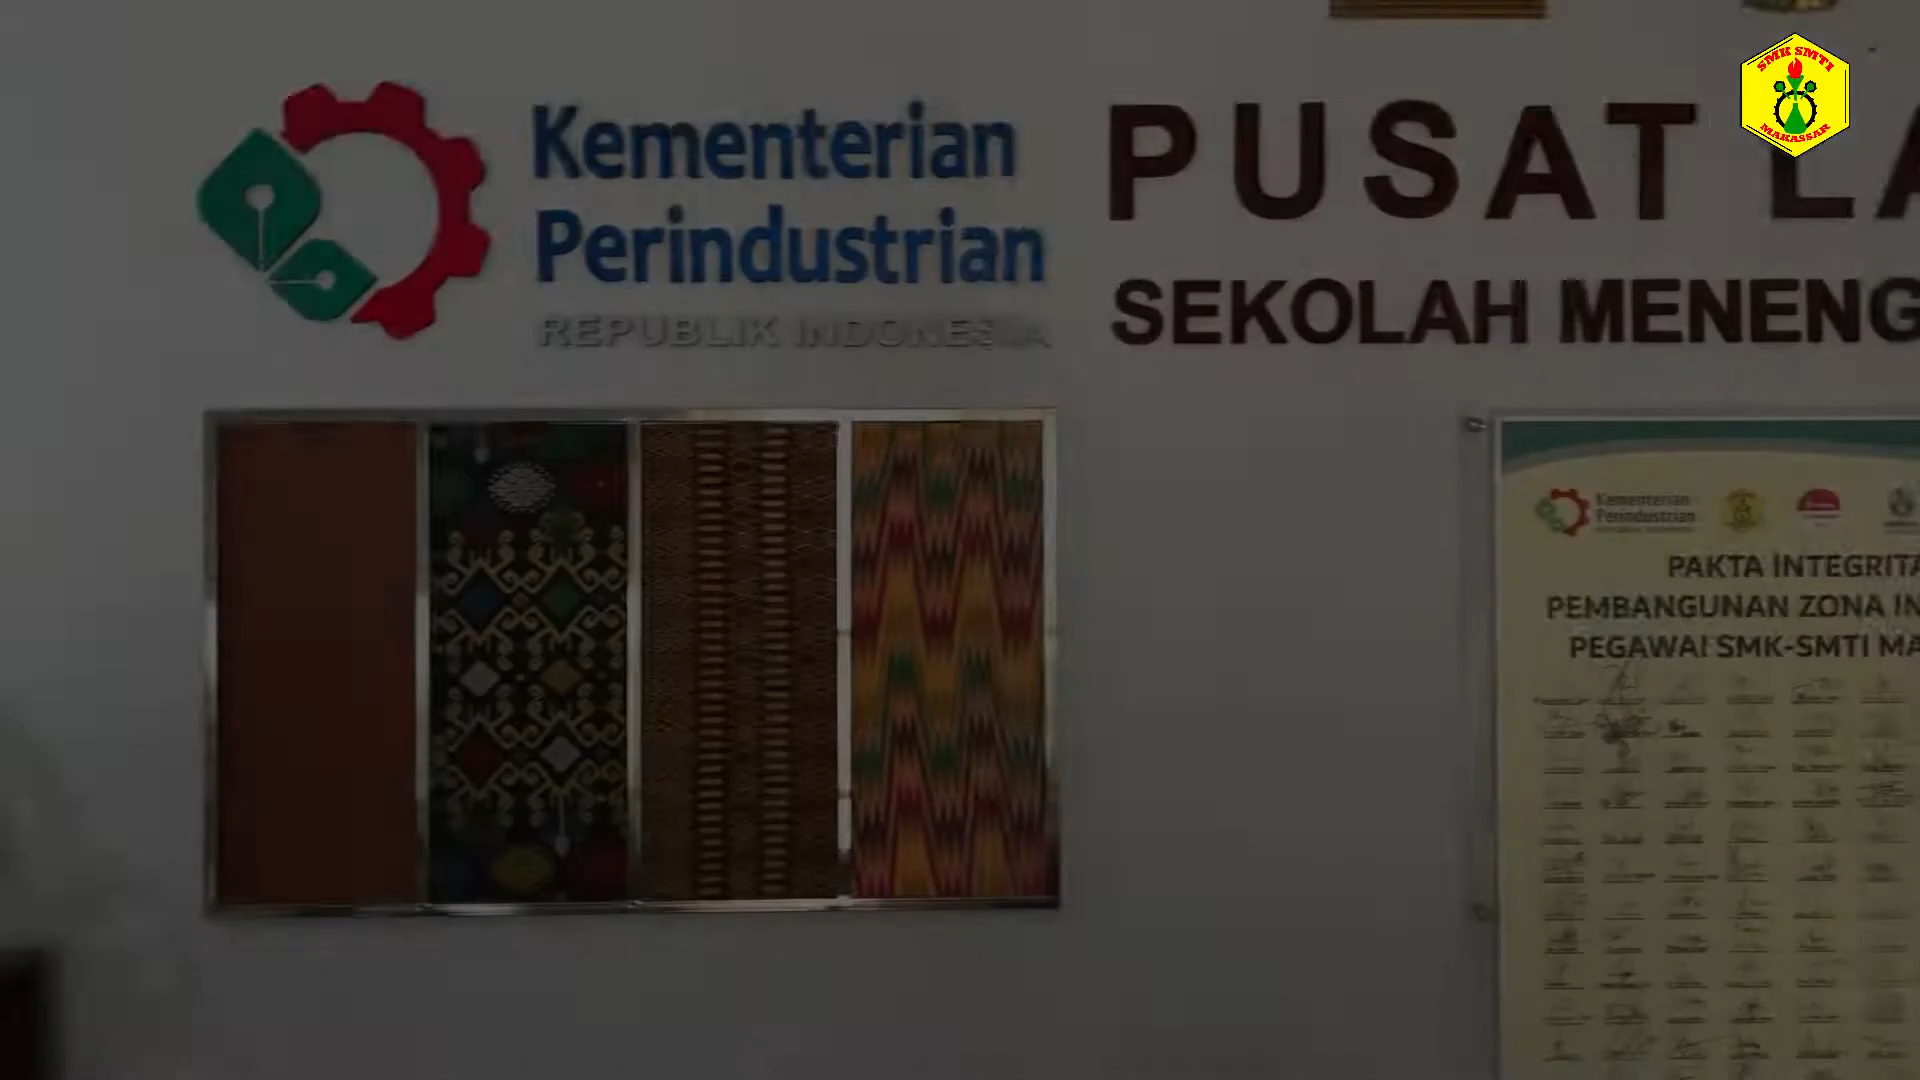 SMK SMTI
MAKASSAR
Kementerian
Perindustrian
REPUBLIK INDONESIA
PUSAT LA
SEKOLAH MENENG
Kementerian
Perindustrian
PAKTA INTEGRITA
PEMBANGUNAN ZONA IN
PEGAWAI SMK-SMTI MA